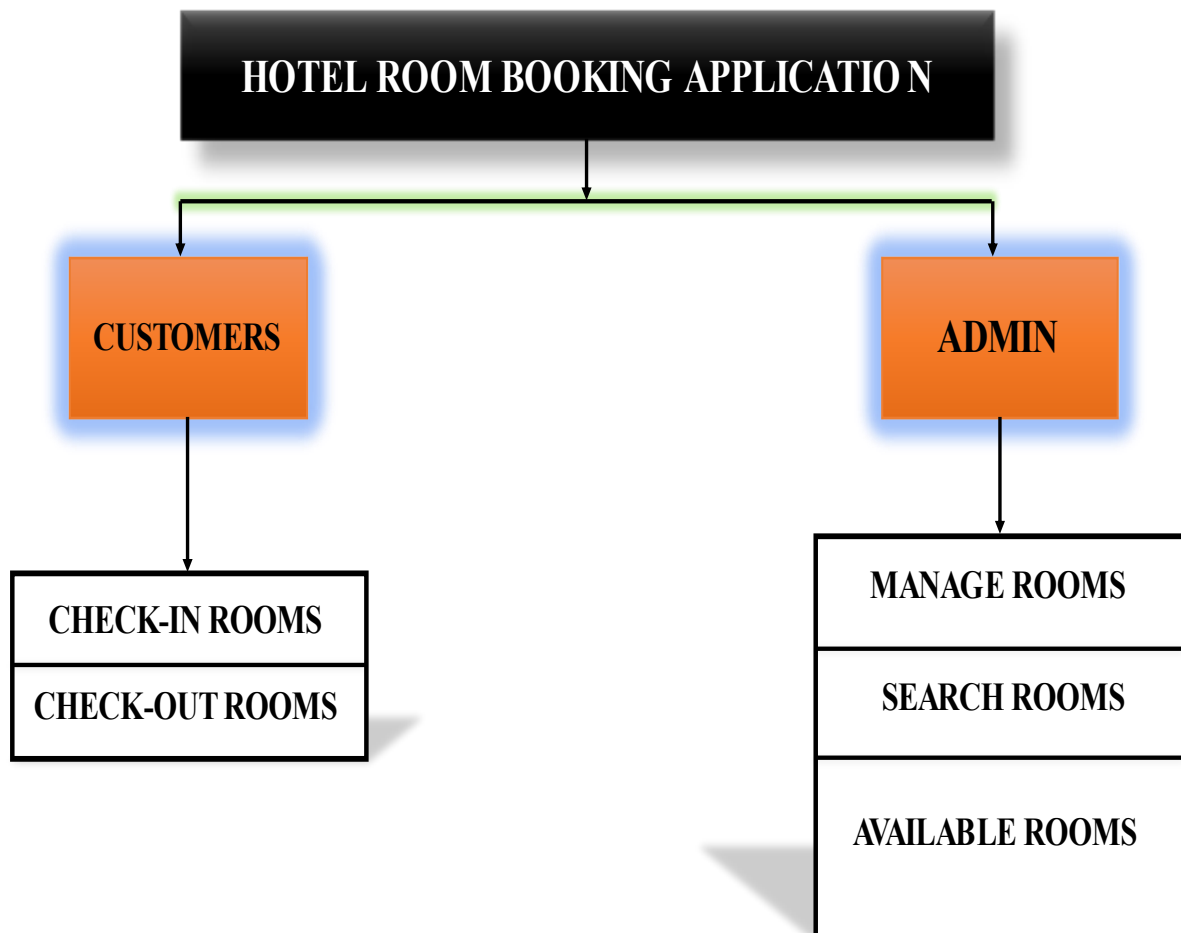 HOTEL ROOM BOOKING APPLICATIO N
CUSTOMERS
ADMIN
CHECK-IN ROOMS
CHECK-OUT ROOMS
MANAGE ROOMS
SEARCH ROOMS
AVAILABLE ROOMS